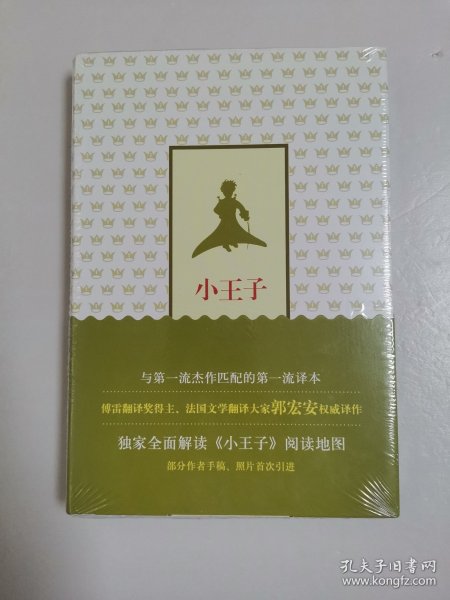 小王子
与第一流杰作匹配的第一流译本
傅雷翻译奖得主、法国文学翻译大家郭宏安权威译作
独家全面解读《小王子》阅读地图
部分作者手稿、照片首次引进
孔夫子旧书网
www.kongfz.com